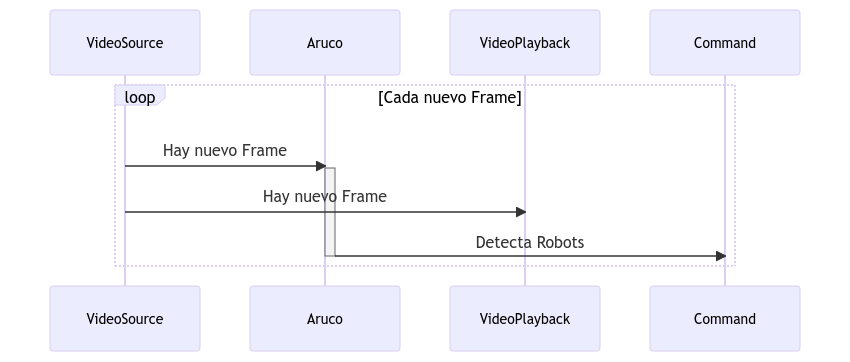 VideoSource
Aruco
VideoPlayback
Command
loop
[Cada nuevo Frame]
Hay nuevo Frame
Hay nuevo Frame
Detecta Robots
VideoSource
Aruco
VideoPlayback
Command